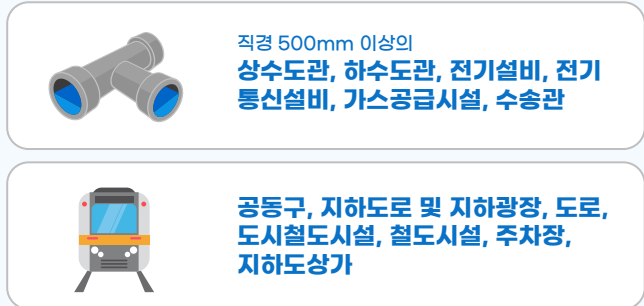 직경 500mm 이상의
상수도관, 하수도관, 전기설비, 전기
통신설비, 가스공급시설, 수송관
공동구, 지하도로 및 지하광장, 도로,
도시철도시설, 철도시설, 주차장,
지하도상가